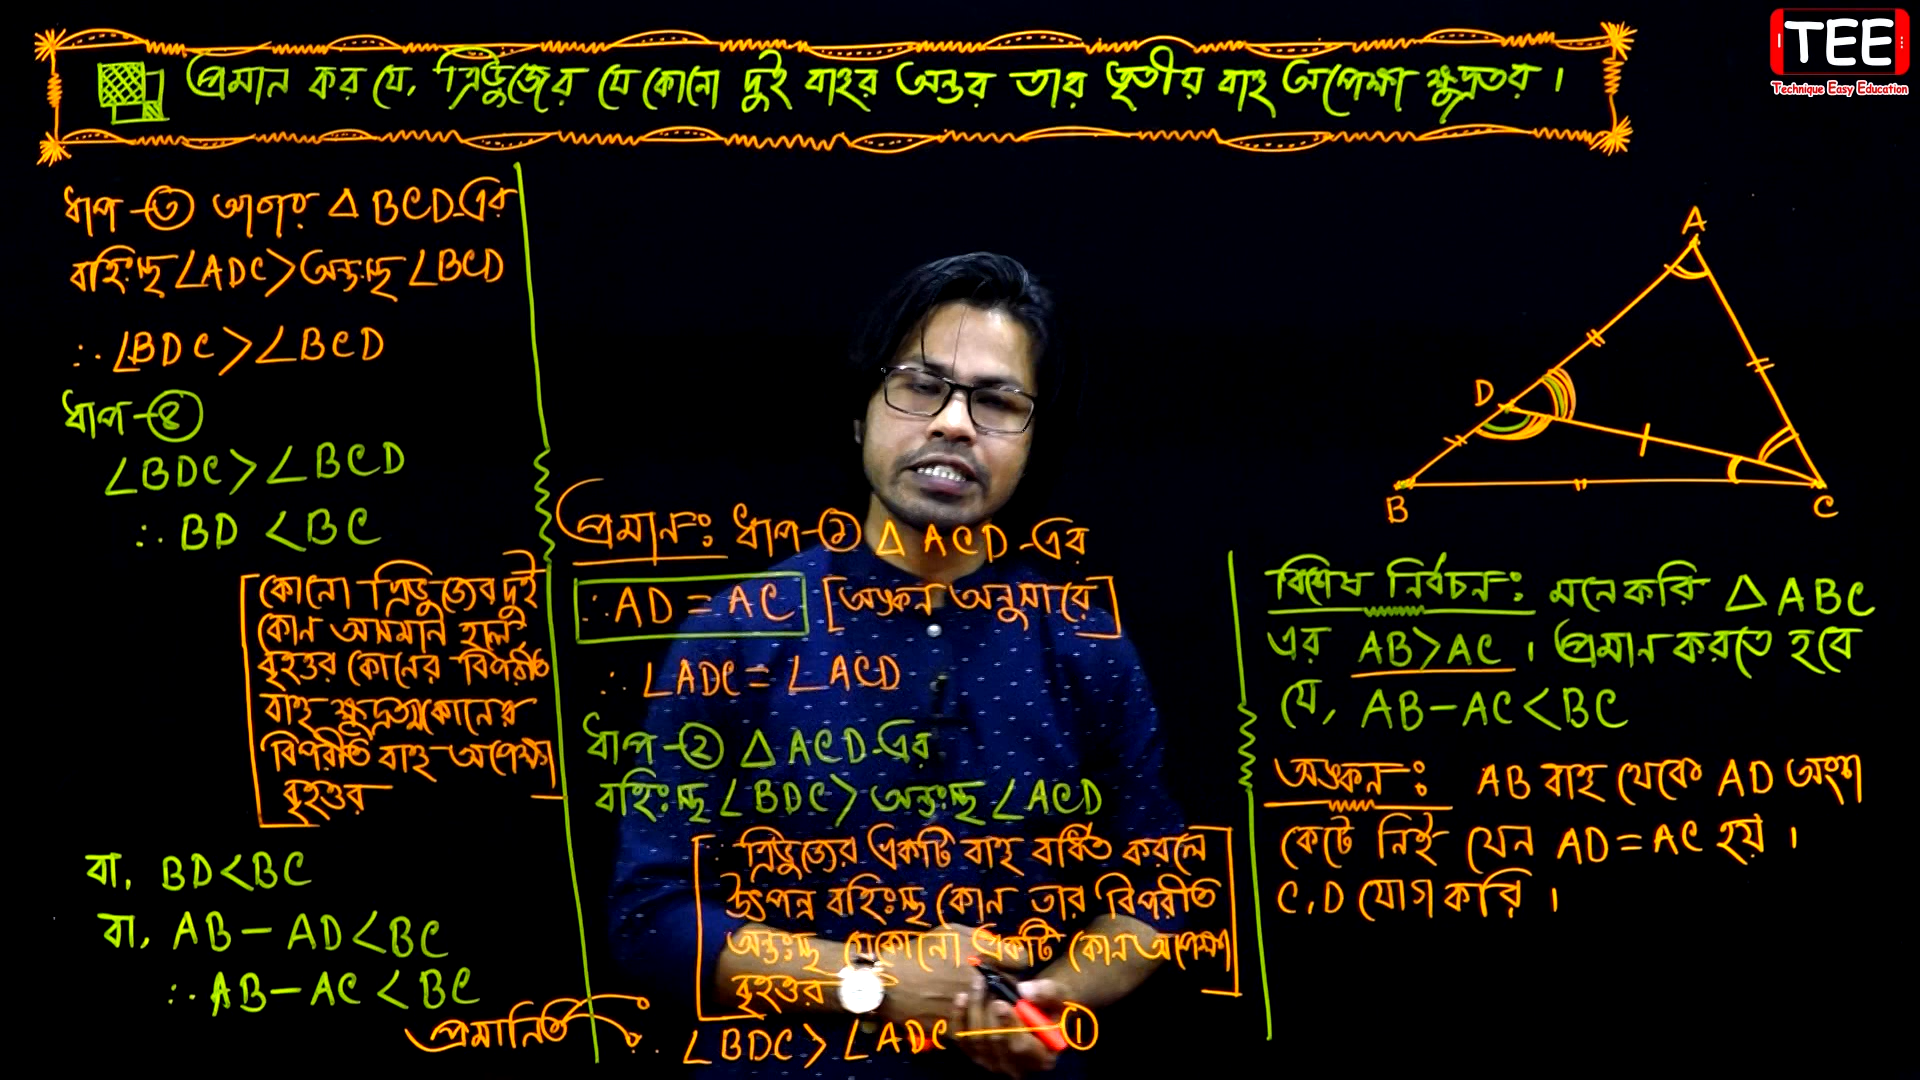 TEE
Technique Easy Education
প্রমান কর যে, ত্রিভুজের যে কোনো দুই বাহুর অন্তর তার তৃতীয় বাহু অপেক্ষা ক্ষুদ্রতর।
A
D
B
C
বিশেষ নির্বচন: মনে করি △ABC
এর AB>AC । প্রমান করতে হবে
যে, AB-AC<BC
অঙ্কন: AB বাহু থেকে AD অংশ
কেটে নিই যেন AD=AC হয়।
C,D যোগ করি।
প্রমান: ধাপ-① △ACD-এর
∴AD=AC [অঙ্কন অনুসারে]
∴ ∠ADC=∠ACD
ধাপ-② △ACD-এর
বহিঃস্থ ∠BDC>অন্তঃস্থ ∠ACD
[∴ ত্রিভুজের একটি বাহু বর্ধিত করলে
উৎপন্ন বহিঃস্থ কোন তার বিপরীত
অন্তঃস্থ যেকোনো একটি কোন অপেক্ষা
বৃহত্তর]
∴ ∠BDC>∠ADC — ①
ধাপ-③ আবার △BCD-এর
বহিঃস্থ ∠ADC>অন্তঃস্থ ∠BCD
∴ ∠BDC>∠BCD
ধাপ-④
∠BDC>∠BCD
∴ BD<BC
[কোনো ত্রিভুজের দুই
কোন অসমান হলে
বৃহত্তর কোনের বিপরীত
বাহু ক্ষুদ্রতম কোনের
বিপরীত বাহু অপেক্ষা
বৃহত্তর]
বা, BD<BC
বা, AB-AD<BC
∴ AB-AC<BC
প্রমানিত